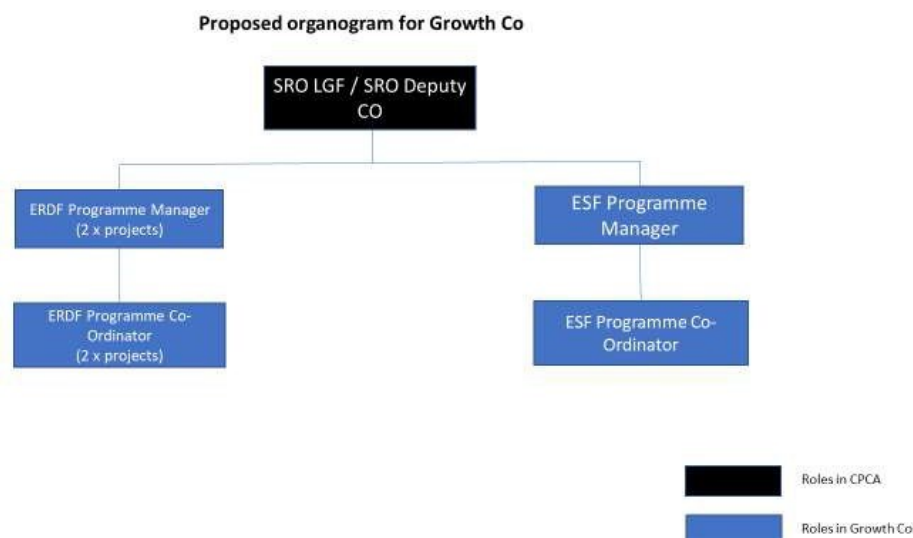 Proposed organogram for Growth Co
SRO LGF / SRO Deputy
CO
ERDF Programme Manager
(2 x projects)
ESF Programme
Manager
ERDF Programme Co-
Ordinator
(2 x projects)
ESF Programme Co-
Ordinator
Roles in CPCA
Roles in Growth Co